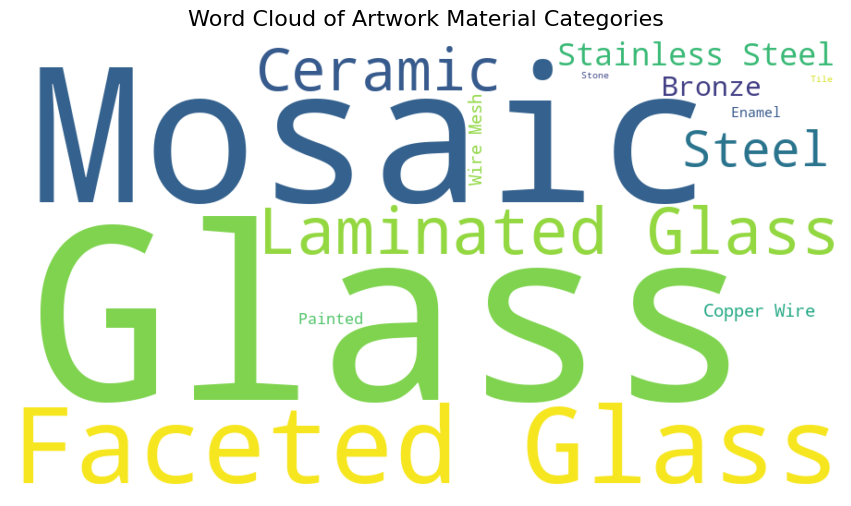 Word Cloud of Artwork Material Categories
Ceramic
Stainless Steel
Stone
Bronze
Tile
Mosaic
Wire Mesh
Enamel
Steel
Laminated Glass
Glass
Painted
Copper Wire
Faceted Glass